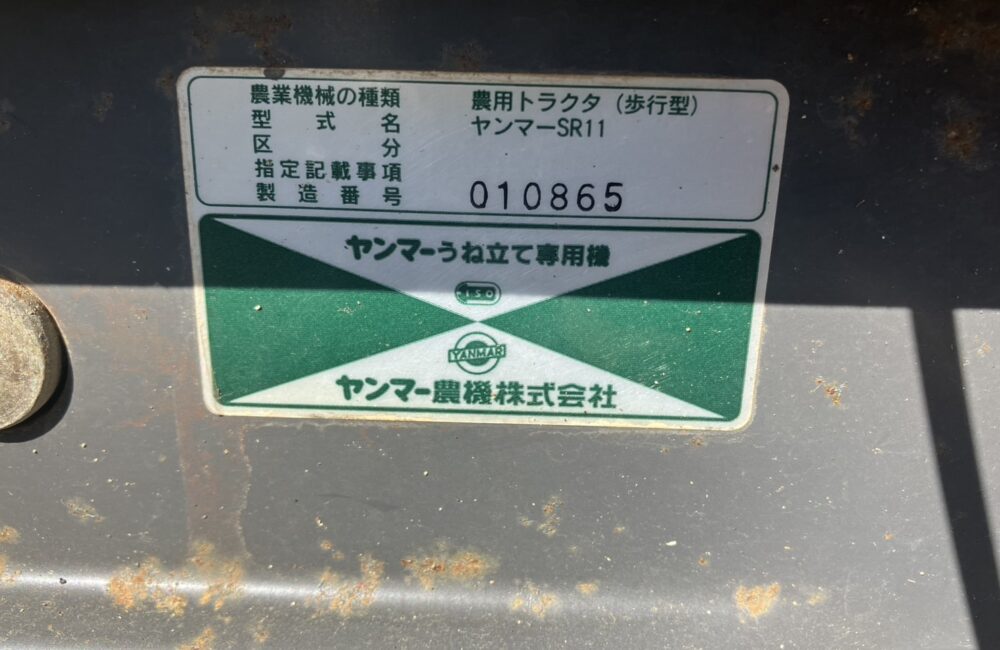 農業機械の種類 農用トラクタ（歩行型）
型式名 ヤンマーSR11
区分
指定記載事項
製造番号 010865
ヤンマーうね立て専用機
ISO
YANMAR
ヤンマー農機株式会社